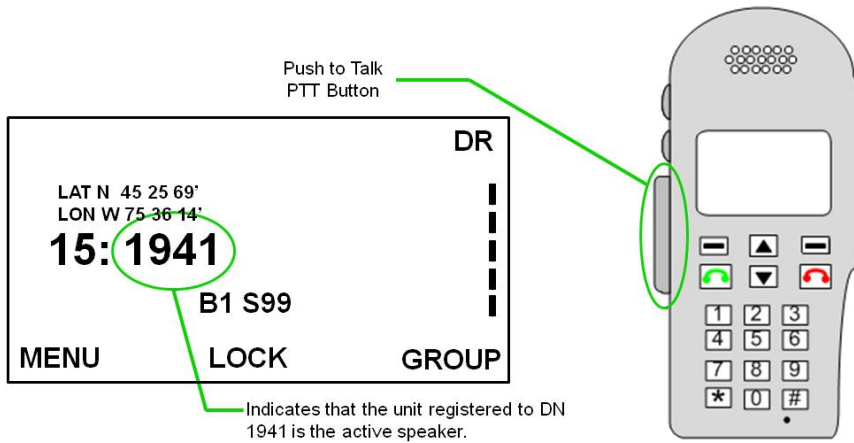 Push to Talk
PTT Button
DR
LAT N 45 25 69'
LON W 75 36 14'
15: 1941
B1 S99
MENU LOCK GROUP
Indicates that the unit registered to DN
1941 is the active speaker.
1 2 3
4 5 6
7 8 9
* 0 #